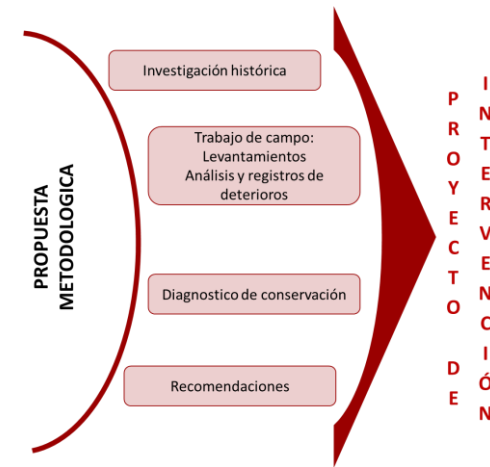 PROPUESTA
METODOLOGICA
Investigación histórica
Trabajo de campo:
Levantamientos
Análisis y registros de
deterioros
Diagnostico de conservación
Recomendaciones
PROYECTO DE
INTERVENCIÓN